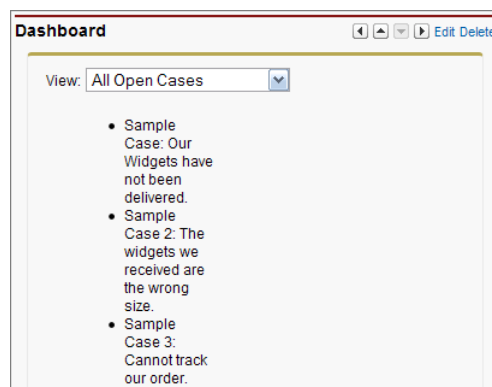 Dashboard Edit Delete
View: All Open Cases
Sample
Case: Our
Widgets have
not been
delivered.
Sample
Case 2: The
widgets we
received are
the wrong
size.
Sample
Case 3:
Cannot track
our order.